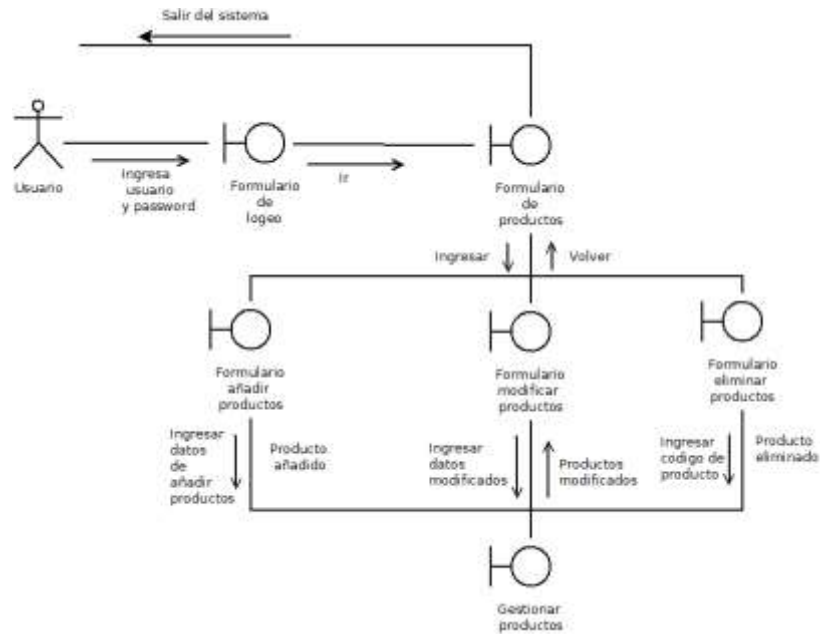 Salir del sistema
Usuario
Ingresa
usuario
y password
Formulario
de
logeo
Ir
Formulario
de
productos
Ingresar
Volver
Formulario
añadir
productos
Formulario
modificar
productos
Formulario
eliminar
productos
Ingresar
datos
de
añadir
productos
Producto
añadido
Ingresar
datos
modificados
Productos
modificados
Ingresar
codigo de
producto
Producto
eliminado
Gestionar
productos